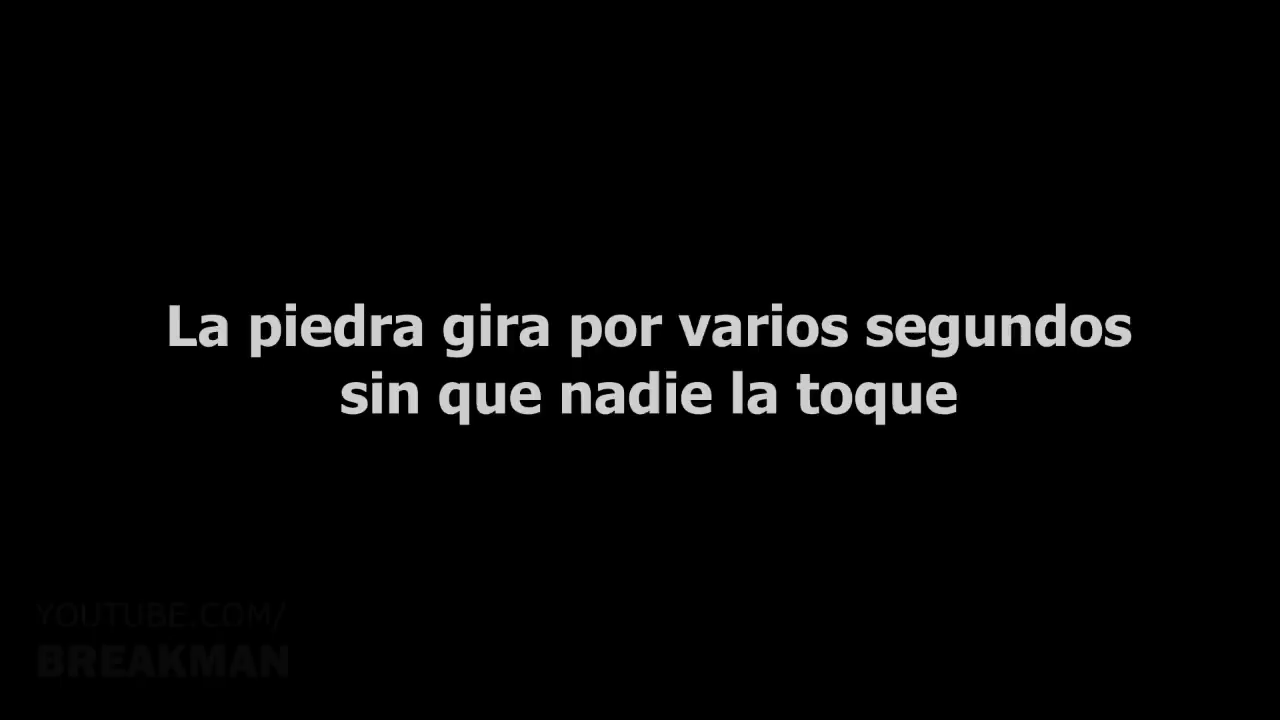 La piedra gira por varios segundos
sin que nadie la toque
YOUTUBE.COM/
BREAKMAN